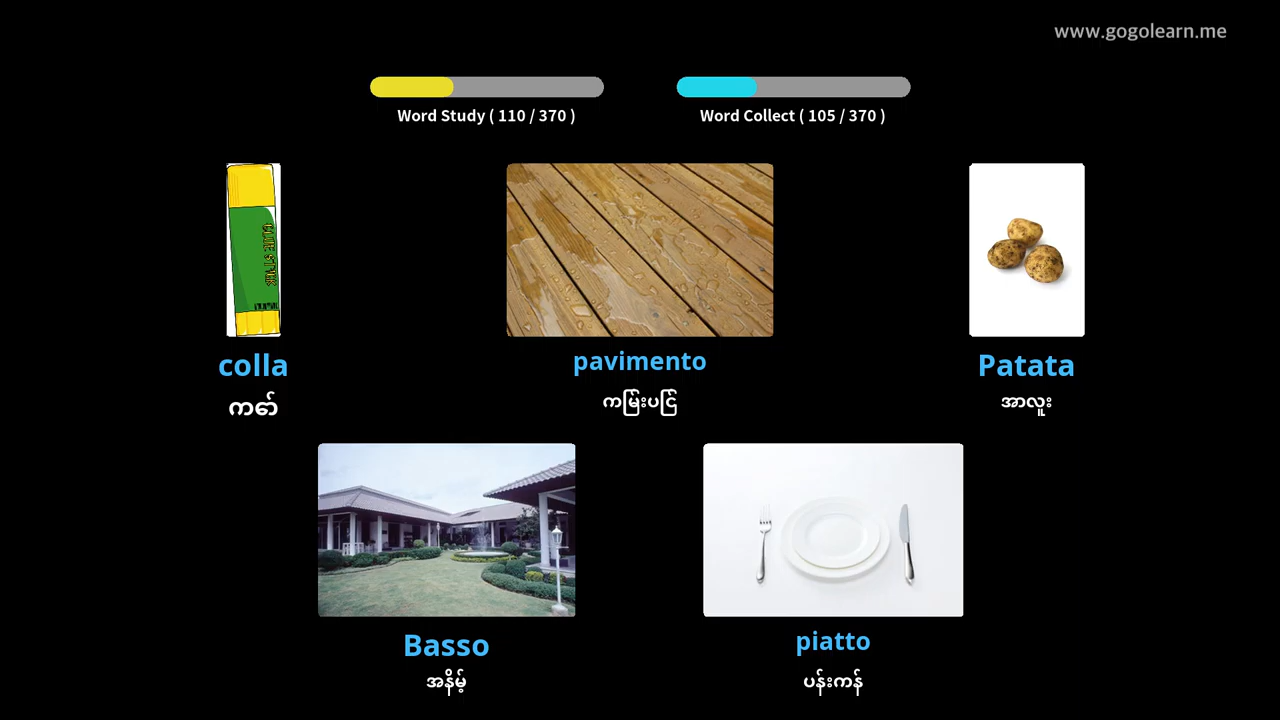 www.gogolearn.me
Word Study ( 110 / 370 )
Word Collect ( 105 / 370 )
colla
ကော်
pavimento
ကမ်းပြင်
Patata
အာလူး
Basso
အနိမ့်
piatto
ပန်းကန်